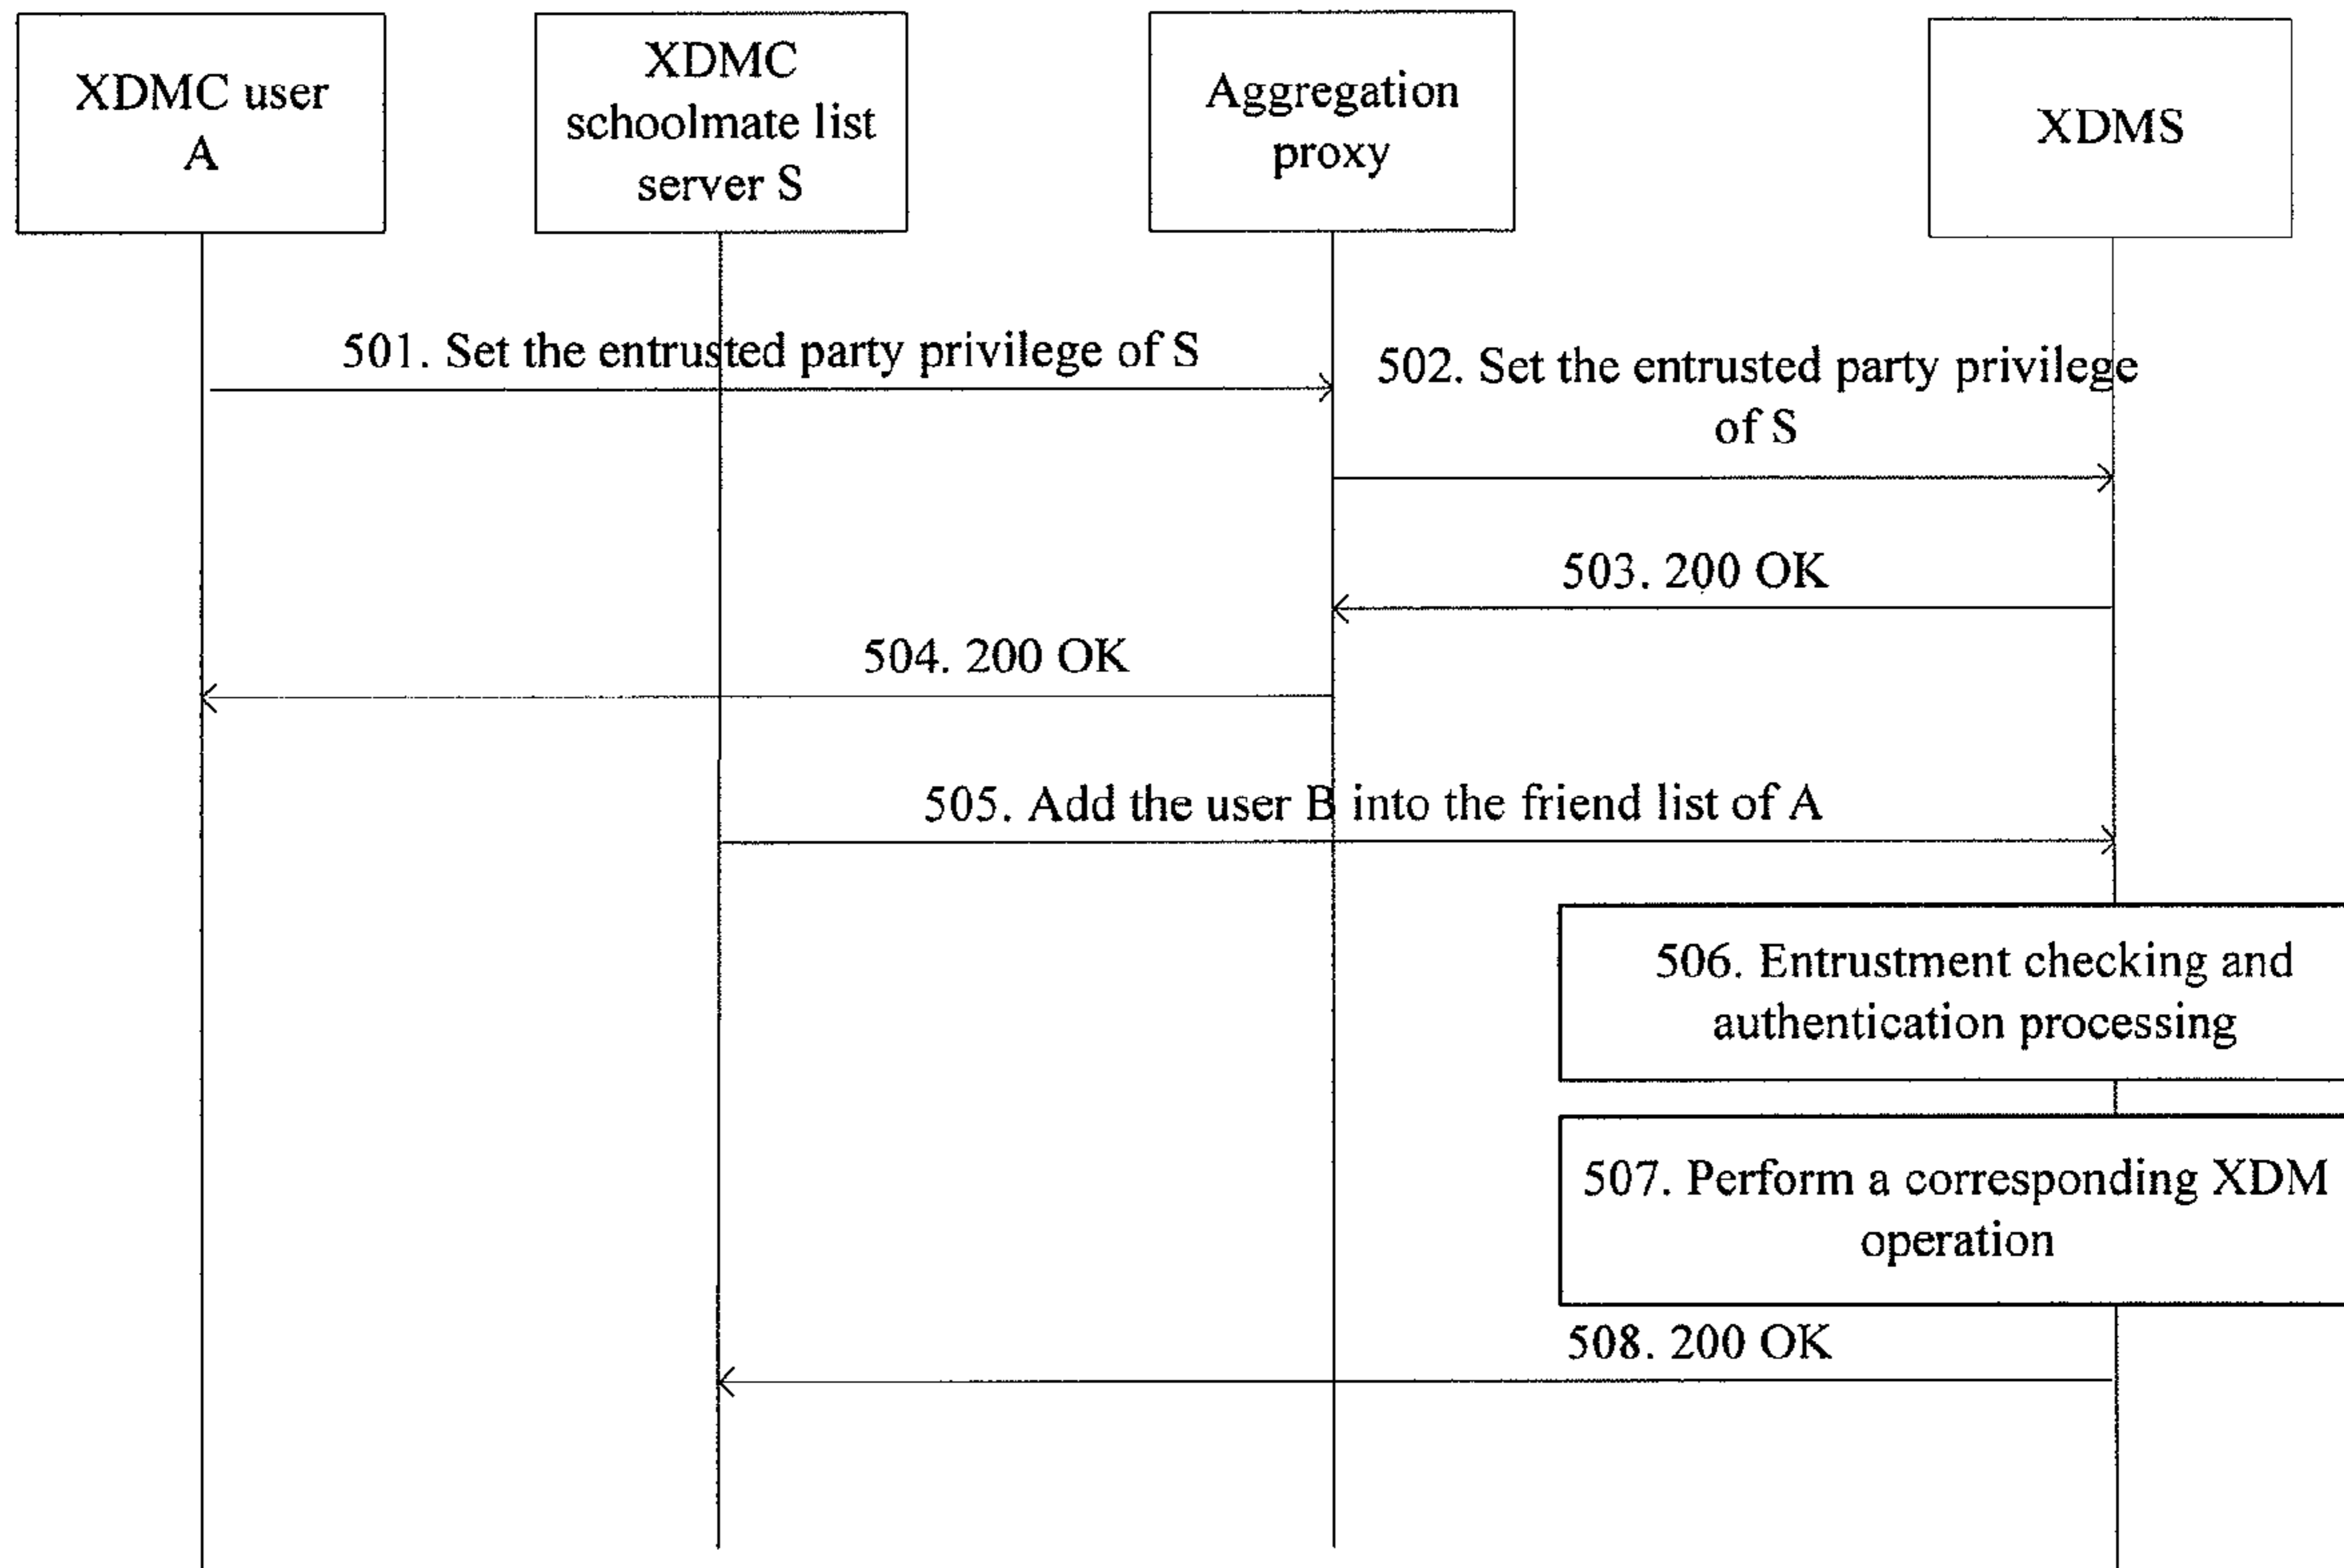 XDMC user
A
XDMC
schoolmate list
server S
Aggregation
proxy
XDMS
501. Set the entrusted party privilege of S
502. Set the entrusted party privilege
of S
503. 200 OK
504. 200 OK
505. Add the user B into the friend list of A
506. Entrustment checking and
authentication processing
507. Perform a corresponding XDM
operation
508. 200 OK